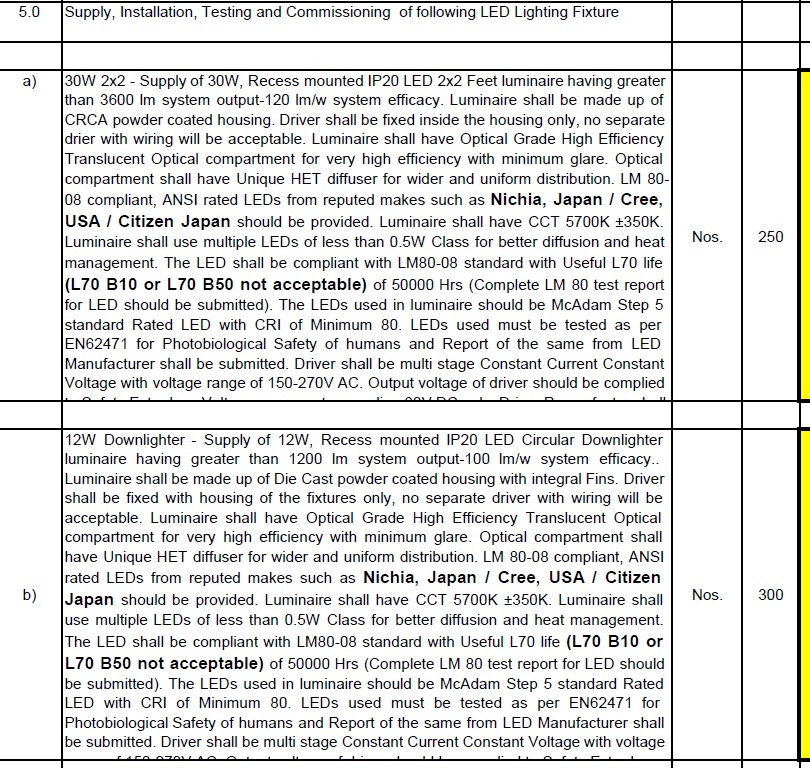 5.0 Supply, Installation, Testing and Commissioning of following LED Lighting Fixture
a) 30W 2x2 - Supply of 30W, Recess mounted IP20 LED 2x2 Feet luminaire having greater
than 3600 lm system output-120 lm/w system efficacy. Luminaire shall be made up of
CRCA powder coated housing. Driver shall be fixed inside the housing only, no separate
drier with wiring will be acceptable. Luminaire shall have Optical Grade High Efficiency
Translucent Optical compartment for very high efficiency with minimum glare. Optical
compartment shall have Unique HET diffuser for wider and uniform distribution. LM 80-
08 compliant, ANSI rated LEDs from reputed makes such as Nichia, Japan / Cree,
USA / Citizen Japan should be provided. Luminaire shall have CCT 5700K ±350K.
Luminaire shall use multiple LEDs of less than 0.5W Class for better diffusion and heat
management. The LED shall be compliant with LM80-08 standard with Useful L70 life
(L70 B10 or L70 B50 not acceptable) of 50000 Hrs (Complete LM 80 test report
for LED should be submitted). The LEDs used in luminaire should be McAdam Step 5
standard Rated LED with CRI of Minimum 80. LEDs used must be tested as per
EN62471 for Photobiological Safety of humans and Report of the same from LED
Manufacturer shall be submitted. Driver shall be multi stage Constant Current Constant
Voltage with voltage range of 150-270V AC. Output voltage of driver should be complied
Nos. 250
b) 12W Downlighter - Supply of 12W, Recess mounted IP20 LED Circular Downlighter
luminaire having greater than 1200 lm system output-100 lm/w system efficacy..
Luminaire shall be made up of Die Cast powder coated housing with integral Fins. Driver
shall be fixed with housing of the fixtures only, no separate driver with wiring will be
acceptable. Luminaire shall have Optical Grade High Efficiency Translucent Optical
compartment for very high efficiency with minimum glare. Optical compartment shall
have Unique HET diffuser for wider and uniform distribution. LM 80-08 compliant, ANSI
rated LEDs from reputed makes such as Nichia, Japan / Cree, USA / Citizen
Japan should be provided. Luminaire shall have CCT 5700K ±350K. Luminaire shall
use multiple LEDs of less than 0.5W Class for better diffusion and heat management.
The LED shall be compliant with LM80-08 standard with Useful L70 life (L70 B10 or
L70 B50 not acceptable) of 50000 Hrs (Complete LM 80 test report for LED should
be submitted). The LEDs used in luminaire should be McAdam Step 5 standard Rated
LED with CRI of Minimum 80. LEDs used must be tested as per EN62471 for
Photobiological Safety of humans and Report of the same from LED Manufacturer shall
be submitted. Driver shall be multi stage Constant Current Constant Voltage with voltage
Nos. 300